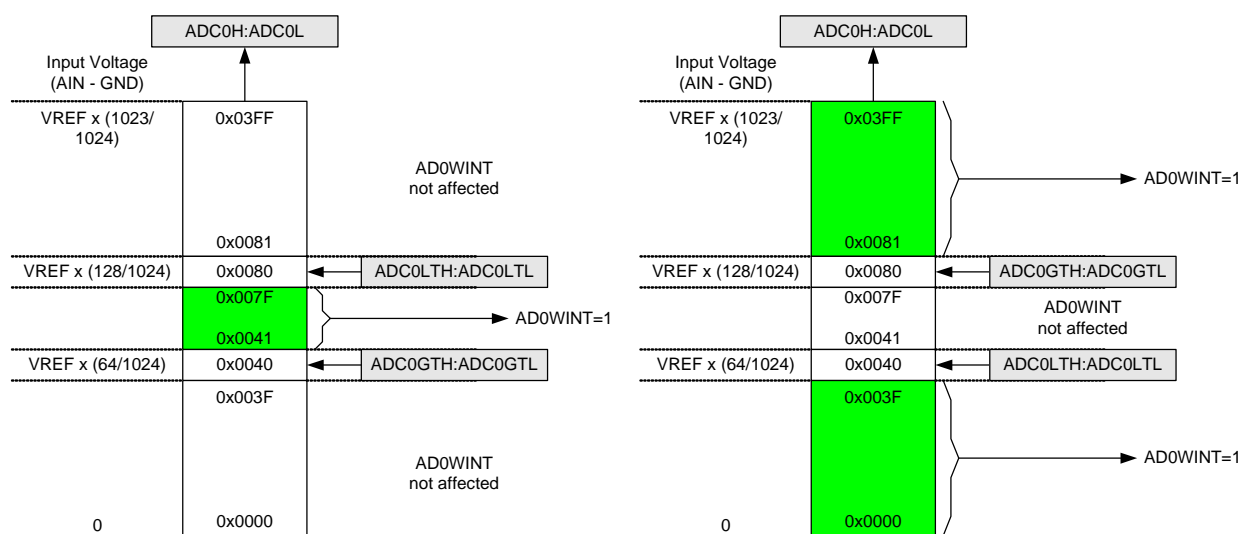 ADC0H:ADC0L
Input Voltage
(AIN - GND)
VREF x (1023/
1024)
0x03FF
AD0WINT
not affected
0x0081
VREF x (128/1024)
0x0080
ADC0LTH:ADC0LTL
0x007F
AD0WINT=1
0x0041
VREF x (64/1024)
0x0040
ADC0GTH:ADC0GTL
0x003F
AD0WINT
not affected
0
0x0000
ADC0H:ADC0L
Input Voltage
(AIN - GND)
VREF x (1023/
1024)
0x03FF
AD0WINT=1
0x0081
VREF x (128/1024)
0x0080
ADC0GTH:ADC0GTL
0x007F
AD0WINT
not affected
0x0041
VREF x (64/1024)
0x0040
ADC0LTH:ADC0LTL
0x003F
AD0WINT=1
0
0x0000